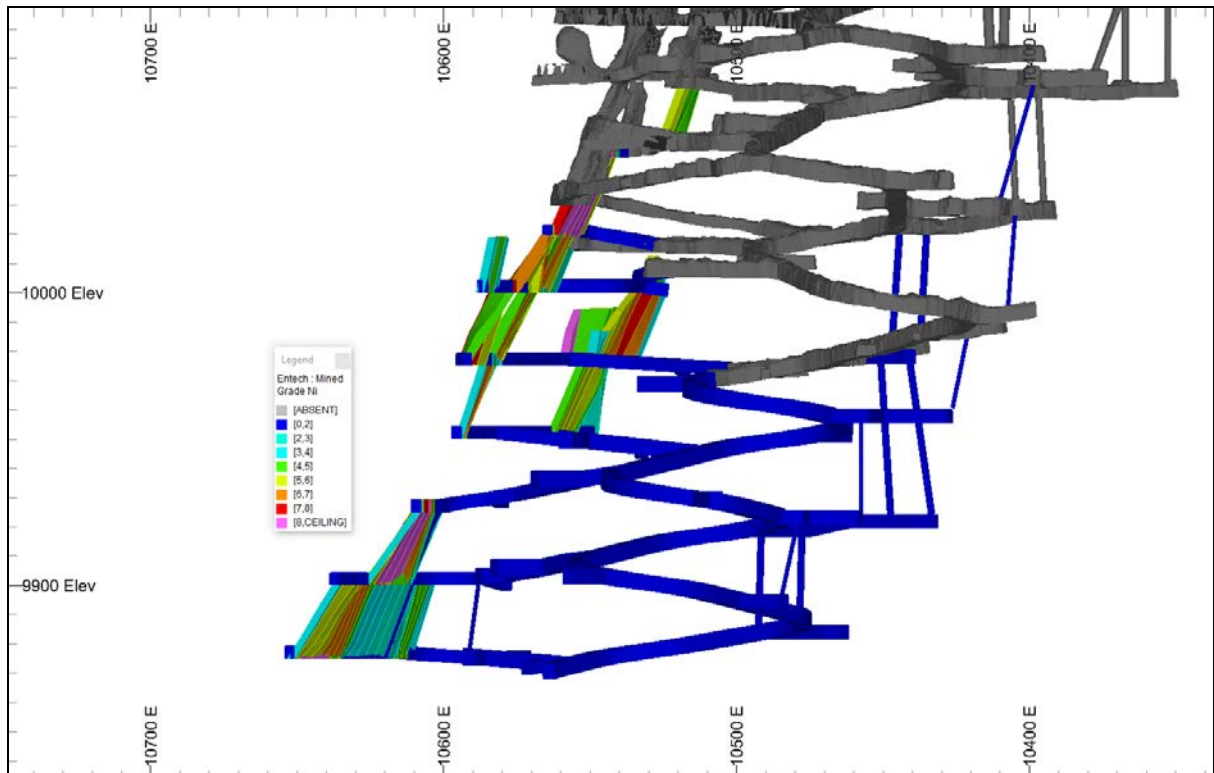 10700 E
10600 E
10500 E
10400 E
10000 Elev
Legend
Entech : Mined
Grade Ni
[ABSENT]
[0,2]
[2,3]
[3,4]
[4,5]
[5,6]
[6,7]
[7,8]
[8,CEILING]
9900 Elev
10700 E
10600 E
10500 E
10400 E